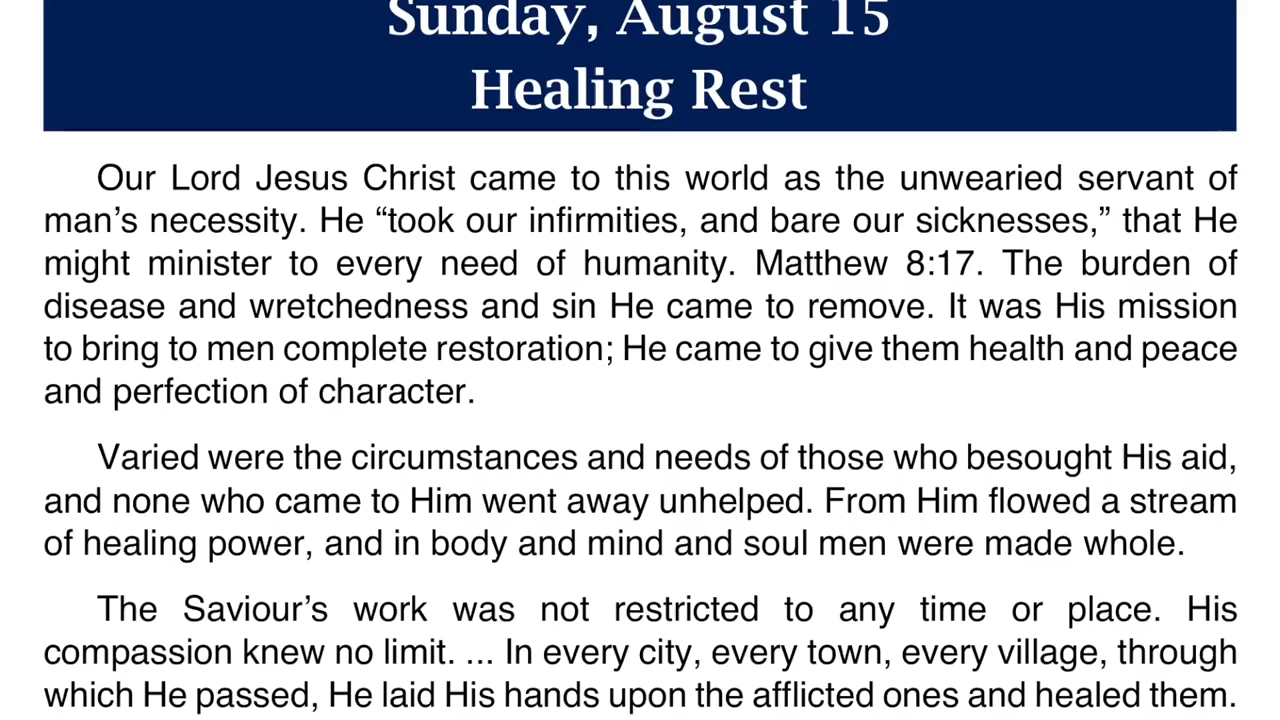 Sunday, August 15
Healing Rest
Our Lord Jesus Christ came to this world as the unwearied servant of
man’s necessity. He “took our infirmities, and bare our sicknesses,” that He
might minister to every need of humanity. Matthew 8:17. The burden of
disease and wretchedness and sin He came to remove. It was His mission
to bring to men complete restoration; He came to give them health and peace
and perfection of character.
Varied were the circumstances and needs of those who besought His aid,
and none who came to Him went away unhelped. From Him flowed a stream
of healing power, and in body and mind and soul men were made whole.
The Saviour’s work was not restricted to any time or place. His
compassion knew no limit. ... In every city, every town, every village, through
which He passed, He laid His hands upon the afflicted ones and healed them.